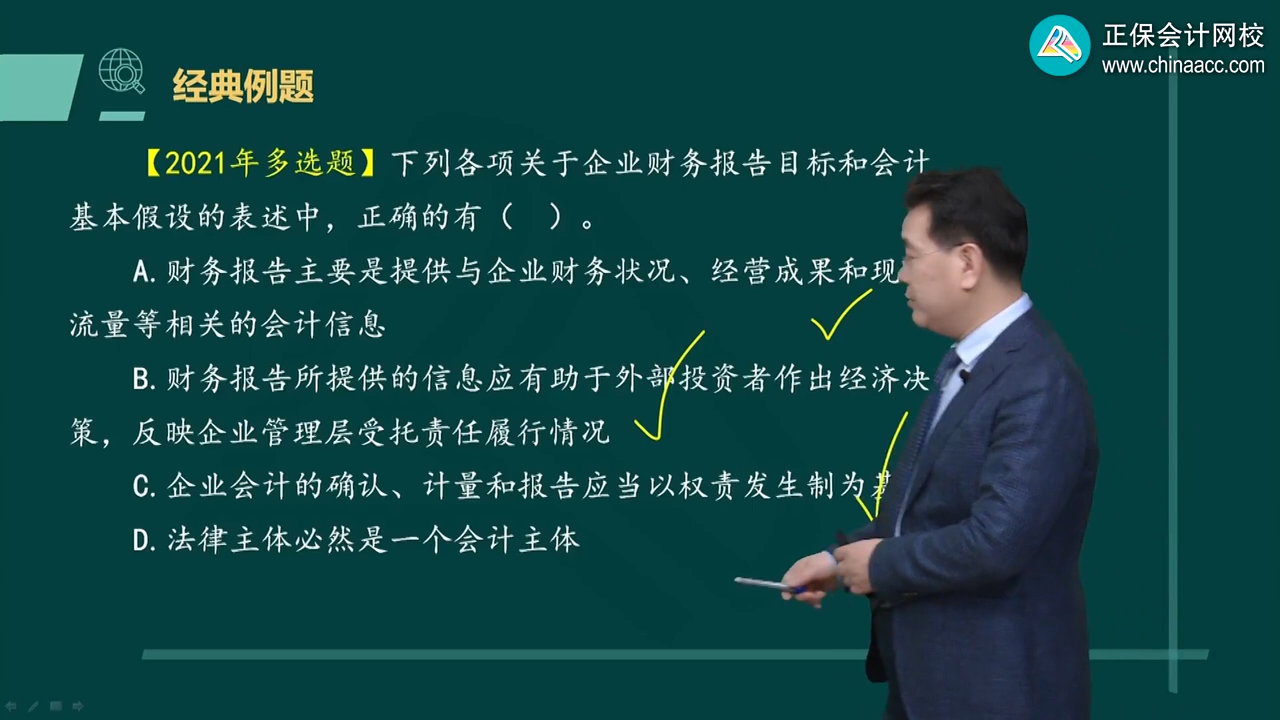 正保会计网校
www.chinaacc.com
经典例题
【2021年多选题】下列各项关于企业财务报告目标和会计
基本假设的表述中，正确的有（　）。
A. 财务报告主要是提供与企业财务状况、经营成果和现
流量等相关的会计信息
B. 财务报告所提供的信息应有助于外部投资者作出经济决
策，反映企业管理层受托责任履行情况
C. 企业会计的确认、计量和报告应当以权责发生制为
D. 法律主体必然是一个会计主体